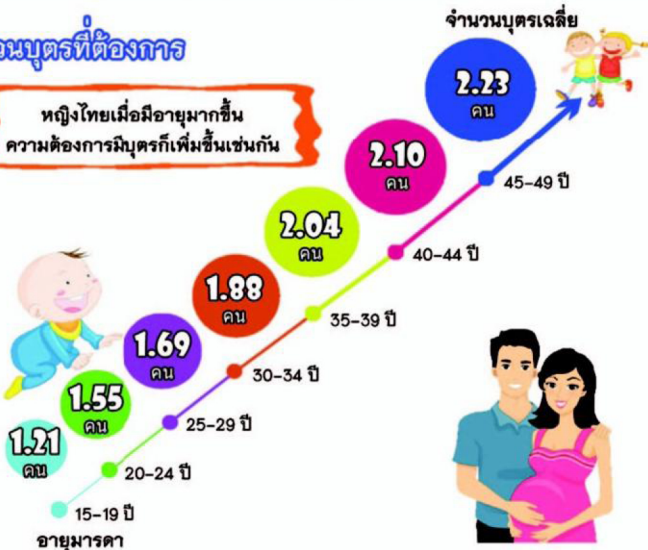 บุตรที่ต้องการ
หญิงไทยเมื่อมีอายุมากขึ้น
ความต้องการมีบุตรก็เพิ่มขึ้นเช่นกัน
จำนวนบุตรเฉลี่ย
2.23
คน
45-49 ปี
2.10
คน
40-44 ปี
2.04
คน
35-39 ปี
1.88
คน
30-34 ปี
1.69
คน
25-29 ปี
1.55
คน
20-24 ปี
1.21
คน
15-19 ปี
อายุมารดา